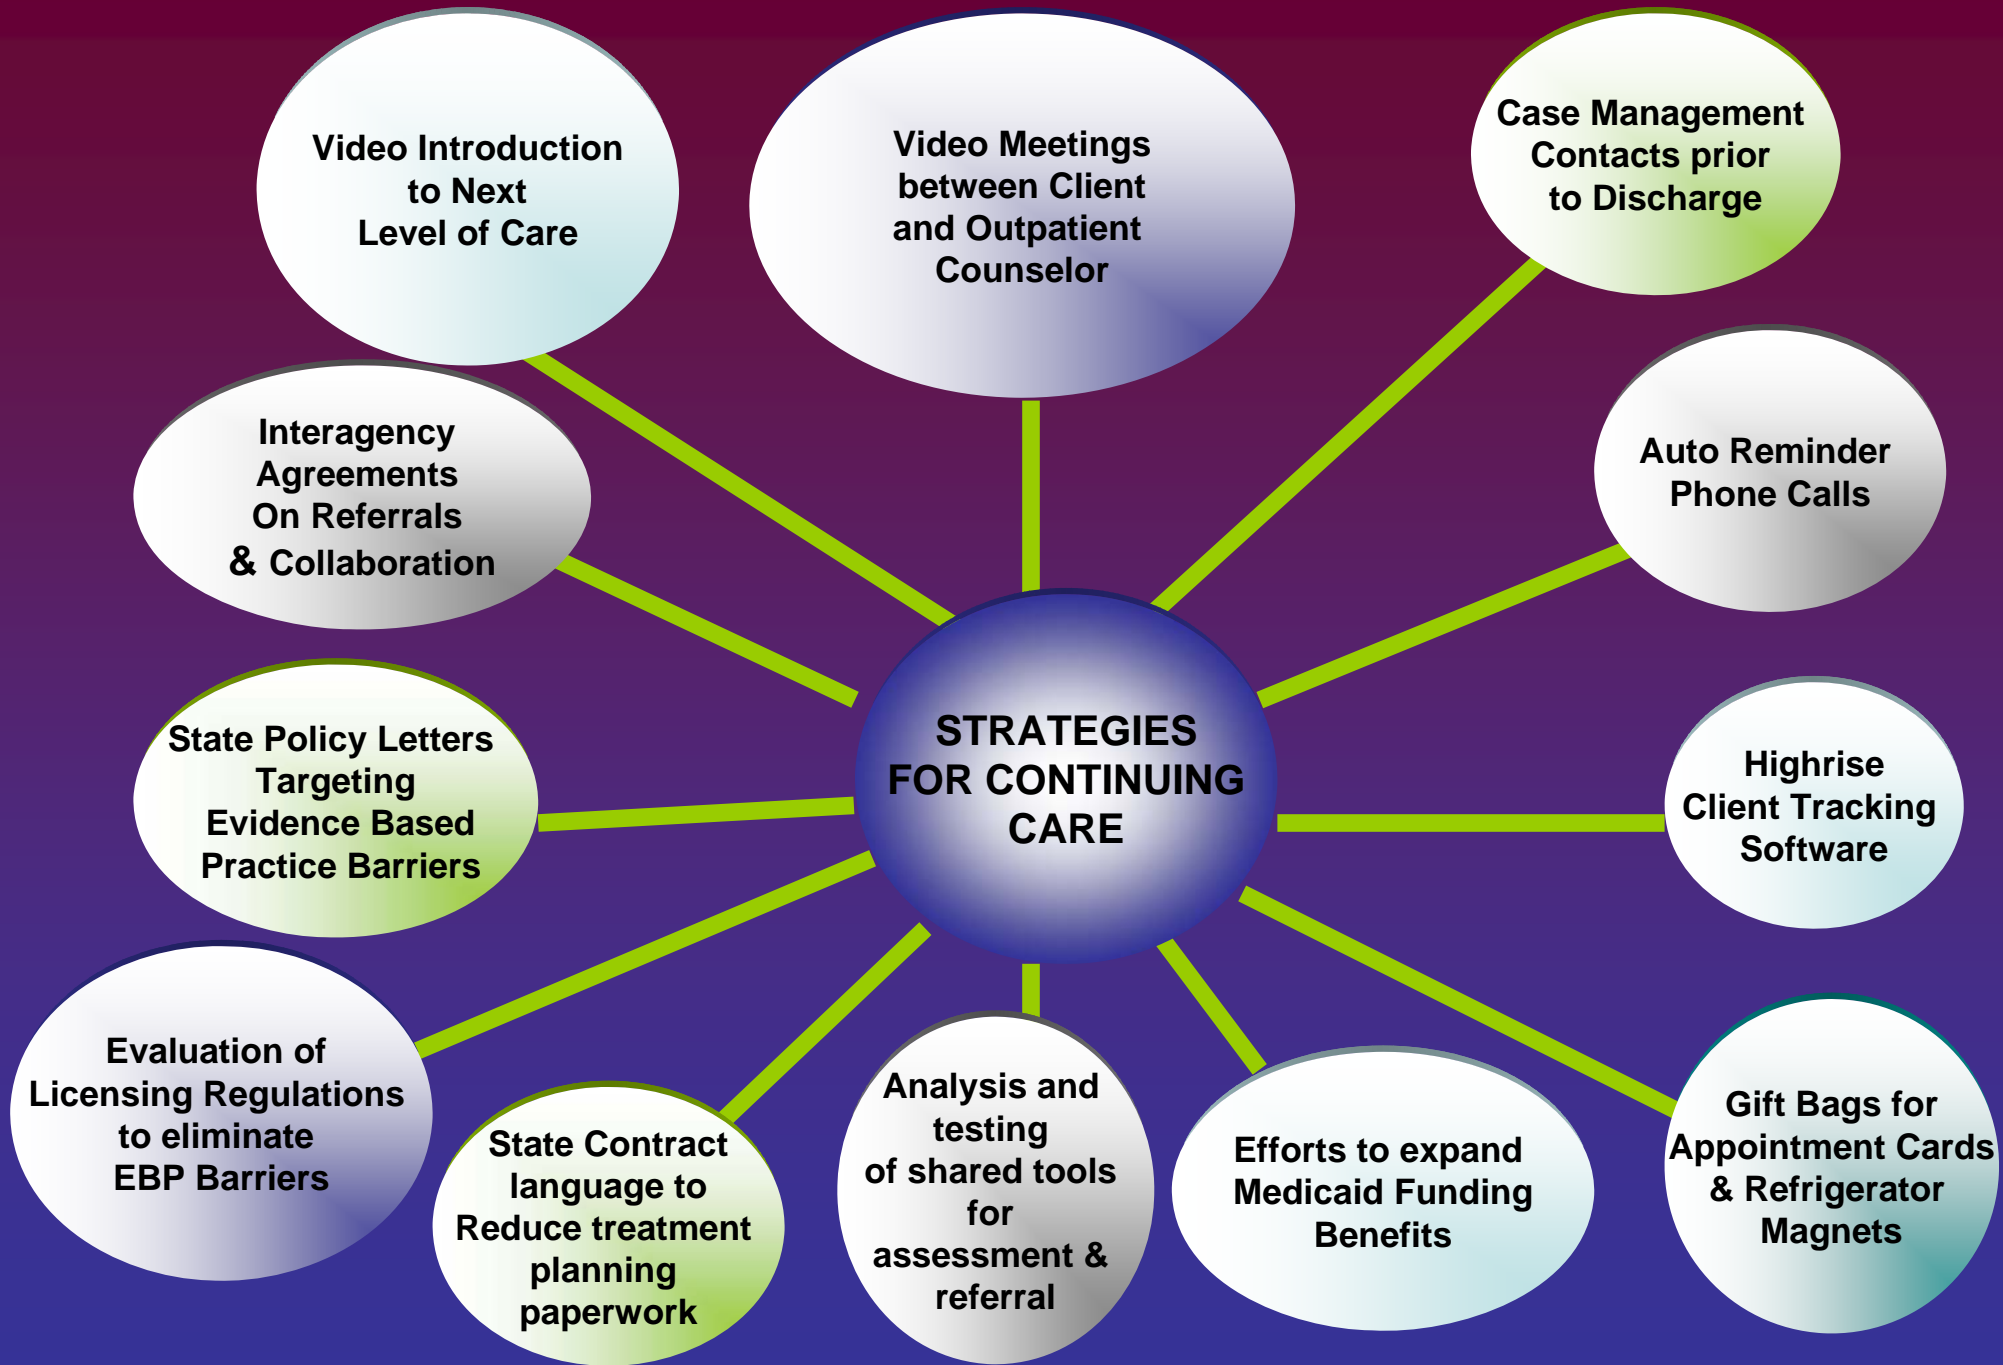 Video Introduction
to Next
Level of Care
Video Meetings
between Client
and Outpatient
Counselor
Case Management
Contacts prior
to Discharge
Interagency
Agreements
On Referrals
& Collaboration
Auto Reminder
Phone Calls
State Policy Letters
Targeting
Evidence Based
Practice Barriers
STRATEGIES
FOR CONTINUING
CARE
Highrise
Client Tracking
Software
Evaluation of
Licensing Regulations
to eliminate
EBP Barriers
State Contract
language to
Reduce treatment
planning
paperwork
Analysis and
testing
of shared tools
for
assessment &
referral
Efforts to expand
Medicaid Funding
Benefits
Gift Bags for
Appointment Cards
& Refrigerator
Magnets